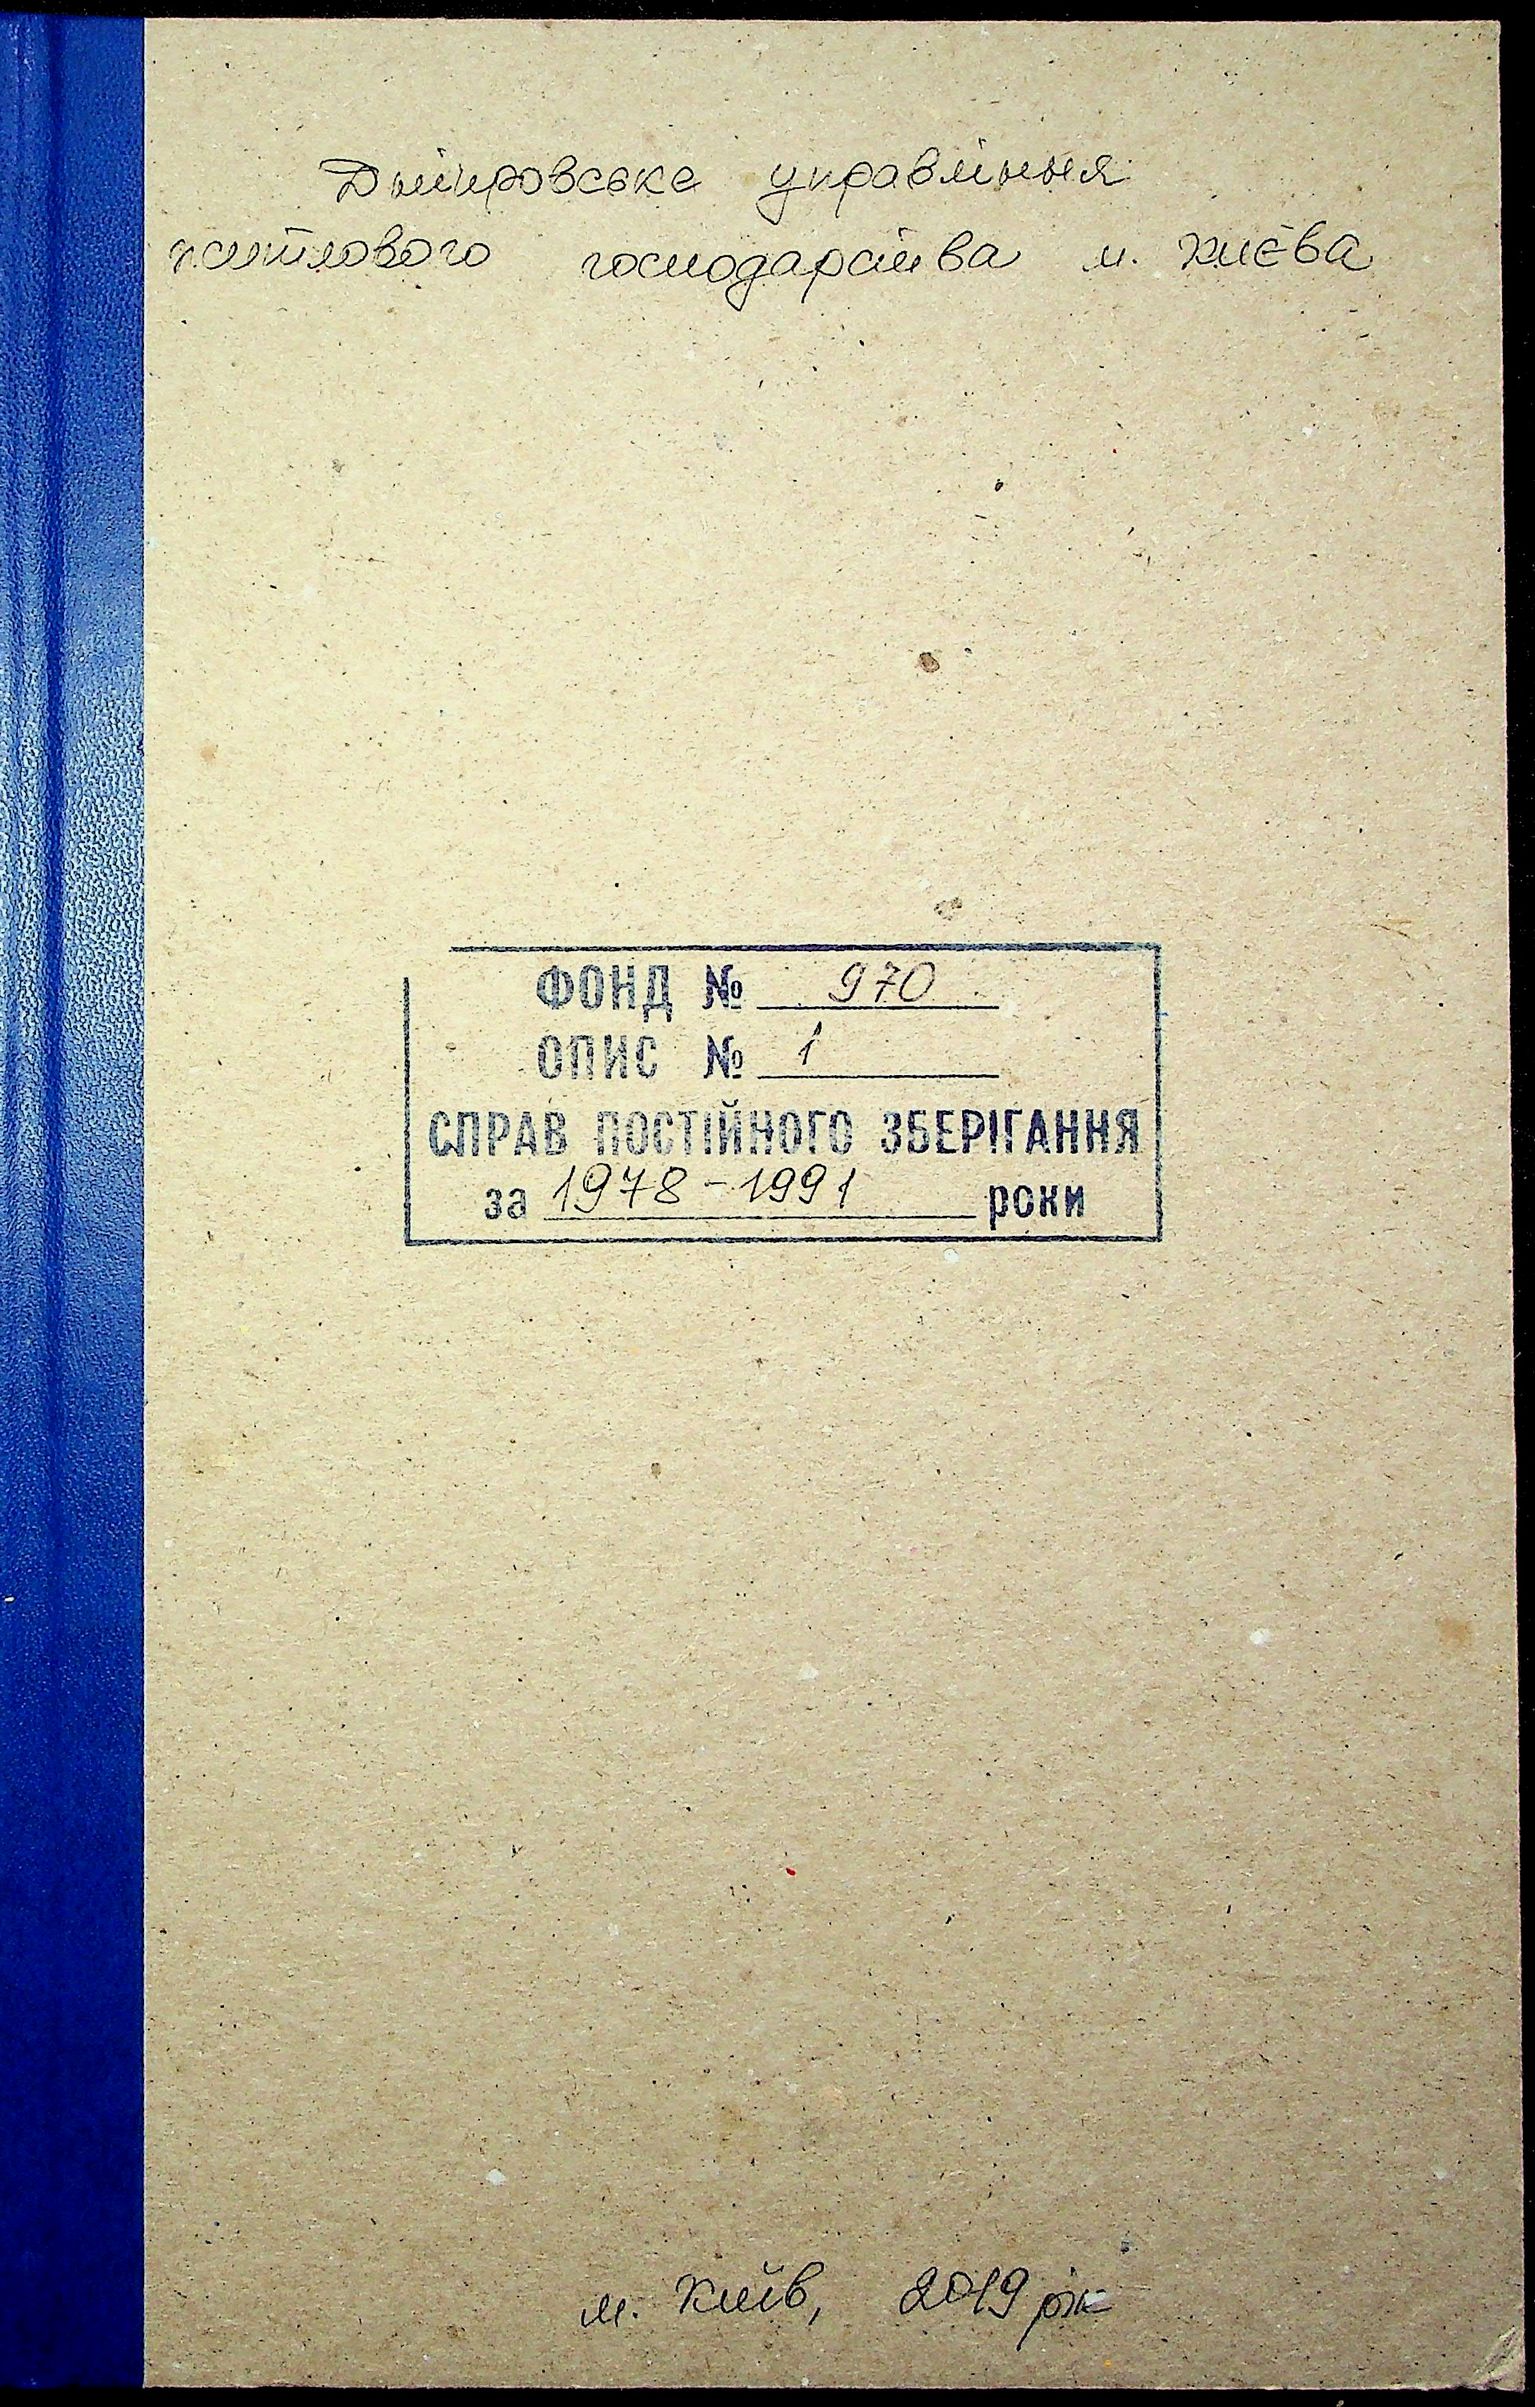 Дніпровське управління
житлового господарства м. Києва
ФОНД № 970
ОПИС № 1
СПРАВ ПОСТІЙНОГО ЗБЕРІГАННЯ
за 1978-1991 роки
м. Київ, 2019 рік